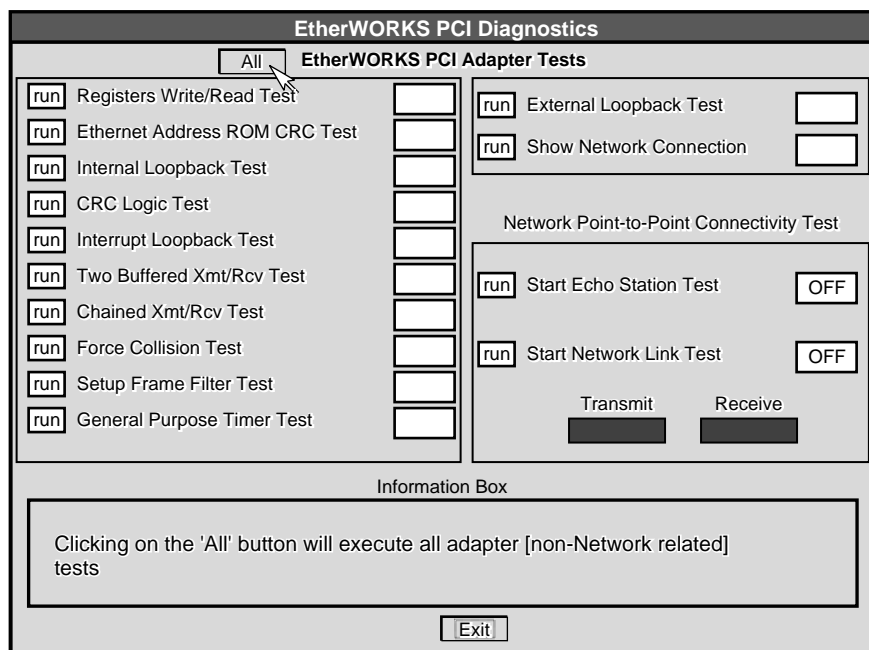 EtherWORKS PCI Diagnostics
All EtherWORKS PCI Adapter Tests
run Registers Write/Read Test
run Ethernet Address ROM CRC Test
run Internal Loopback Test
run CRC Logic Test
run Interrupt Loopback Test
run Two Buffered Xmt/Rcv Test
run Chained Xmt/Rcv Test
run Force Collision Test
run Setup Frame Filter Test
run General Purpose Timer Test
run External Loopback Test
run Show Network Connection
Network Point-to-Point Connectivity Test
run Start Echo Station Test OFF
run Start Network Link Test OFF
Transmit Receive
Information Box
Clicking on the 'All' button will execute all adapter [non-Network related]
tests
Exit